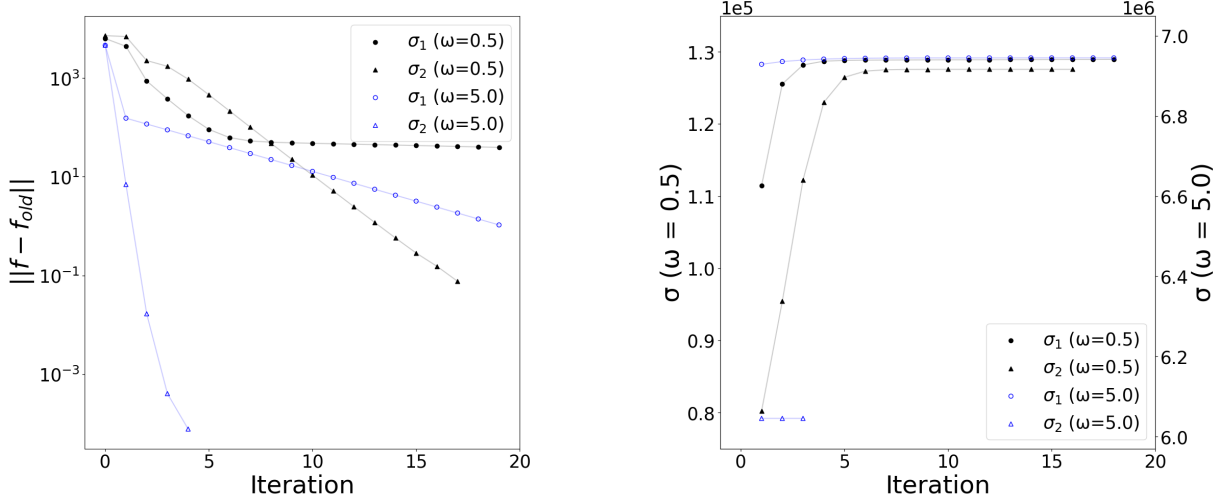 10³
10¹
10⁻¹
10⁻³
||f − f_old||
0
5
10
15
20
Iteration
σ₁ (ω=0.5)
σ₂ (ω=0.5)
σ₁ (ω=5.0)
σ₂ (ω=5.0)
1e5
1e6
1.3
1.2
1.1
1.0
0.9
0.8
σ (ω = 0.5)
7.0
6.8
6.6
6.4
6.2
6.0
σ (ω = 5.0)
0
5
10
15
20
Iteration
σ₁ (ω=0.5)
σ₂ (ω=0.5)
σ₁ (ω=5.0)
σ₂ (ω=5.0)